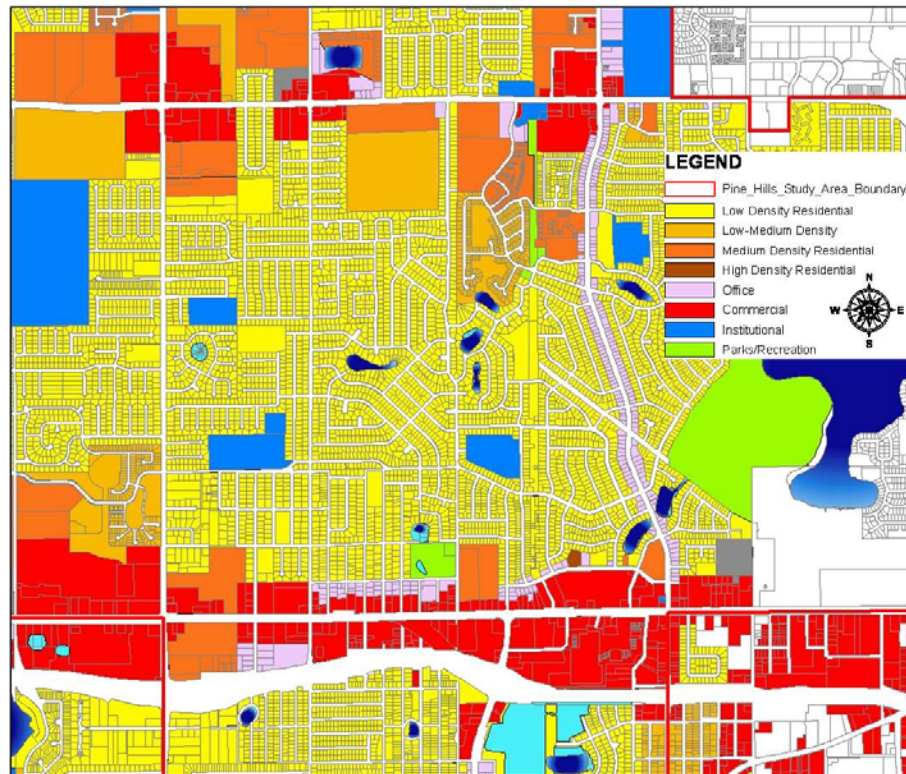 LEGEND
Pine_Hills_Study_Area_Boundary
Low Density Residential
Low-Medium Density
Medium Density Residential
High Density Residential
Office
Commercial
Institutional
Parks/Recreation
N
W E
S